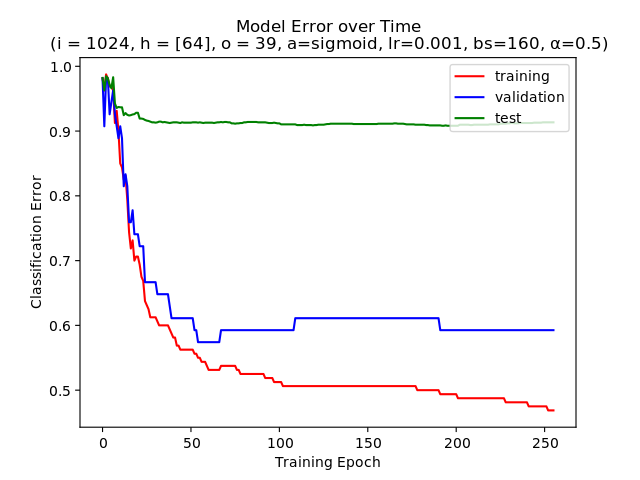 Model Error over Time
(i = 1024, h = [64], o = 39, a=sigmoid, lr=0.001, bs=160, α=0.5)
training
validation
test
Classification Error
1.0
0.9
0.8
0.7
0.6
0.5
0
50
100
150
200
250
Training Epoch